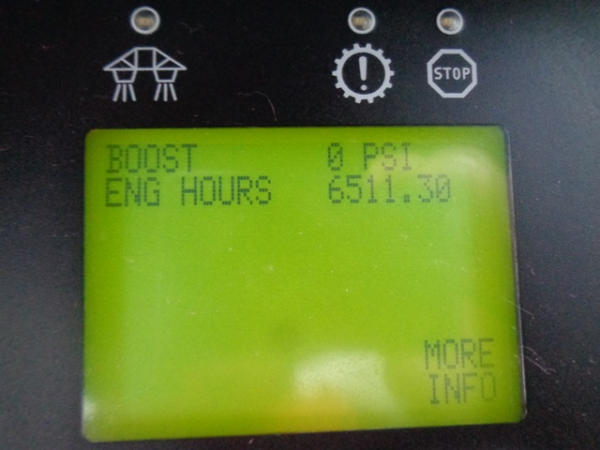 STOP
BOOST 0 PSI
ENG HOURS 6511.30
MORE
INFO